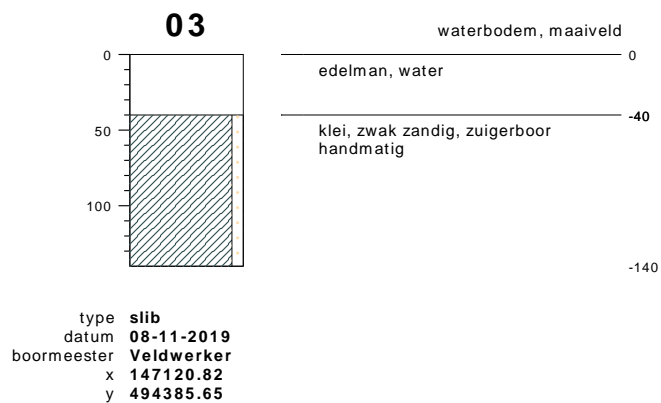 03
waterbodem, maaiveld
0
0
edelman, water
-40
50
klei, zwak zandig, zuigerboor
handmatig
100
-140
type slib
datum 08-11-2019
boormeester Veldwerker
x 147120.82
y 494385.65